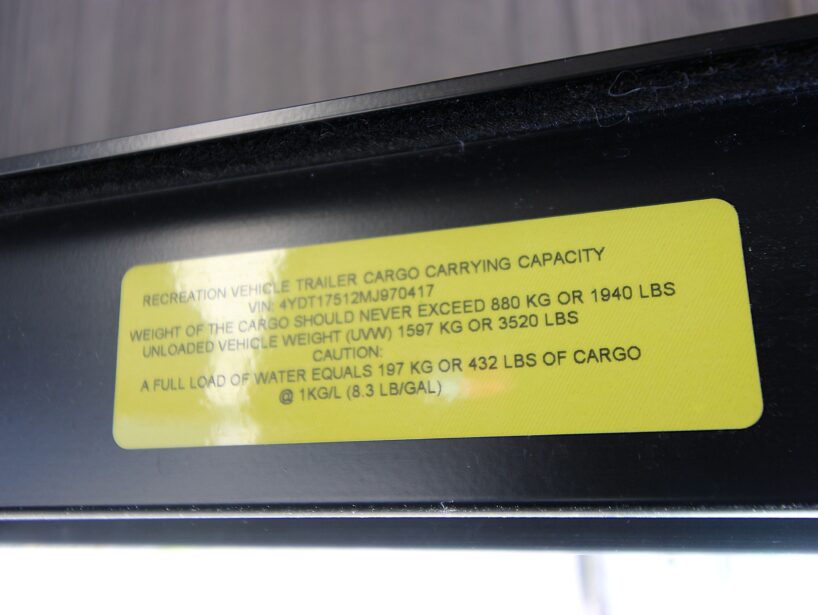 RECREATION VEHICLE TRAILER CARGO CARRYING CAPACITY
VIN: 4YDT17512MJ970417
WEIGHT OF THE CARGO SHOULD NEVER EXCEED 880 KG OR 1940 LBS
UNLOADED VEHICLE WEIGHT (UVW) 1597 KG OR 3520 LBS
CAUTION:
A FULL LOAD OF WATER EQUALS 197 KG OR 432 LBS OF CARGO
@ 1KG/L (8.3 LB/GAL)